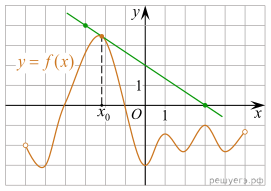 y
y = f(x)
1
x₀
O
1
x
решуегэ.рф